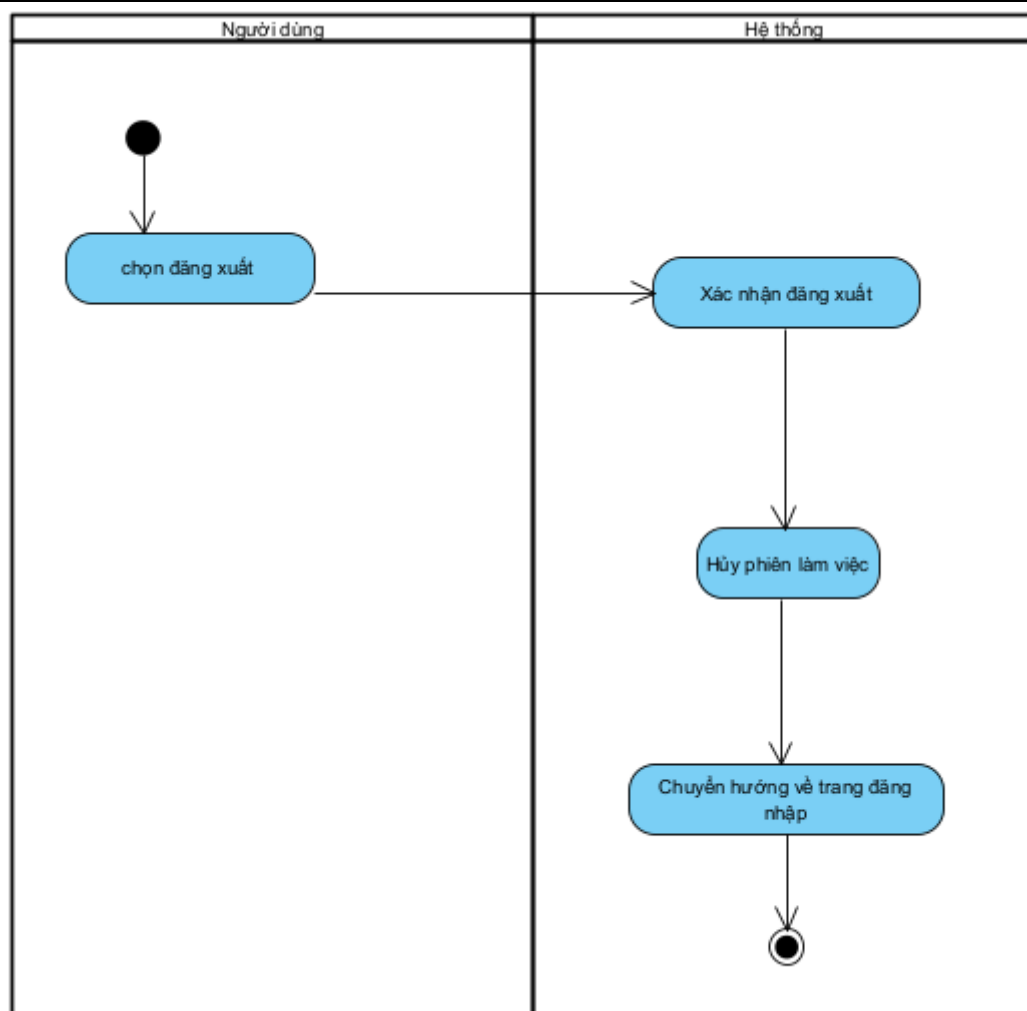 Người dùng
Hệ thống
chọn đăng xuất
Xác nhận đăng xuất
Hủy phiên làm việc
Chuyển hướng về trang đăng
nhập